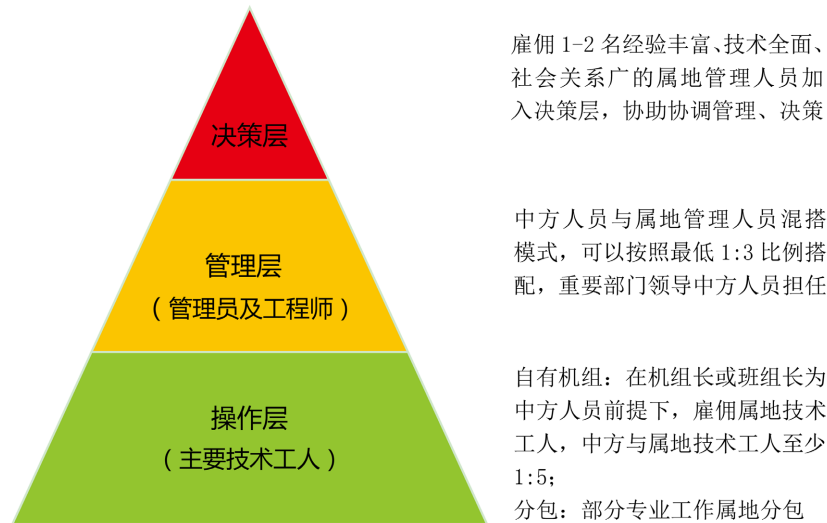 决策层
雇佣 1-2 名经验丰富、技术全面、
社会关系广的属地管理人员加
入决策层，协助协调管理、决策
管理层
（管理员及工程师）
中方人员与属地管理人员混搭
模式，可以按照最低 1:3 比例搭
配，重要部门领导中方人员担任
操作层
（主要技术工人）
自有机组：在机组长或班组长为
中方人员前提下，雇佣属地技术
工人，中方与属地技术工人至少
1:5；
分包：部分专业工作属地分包